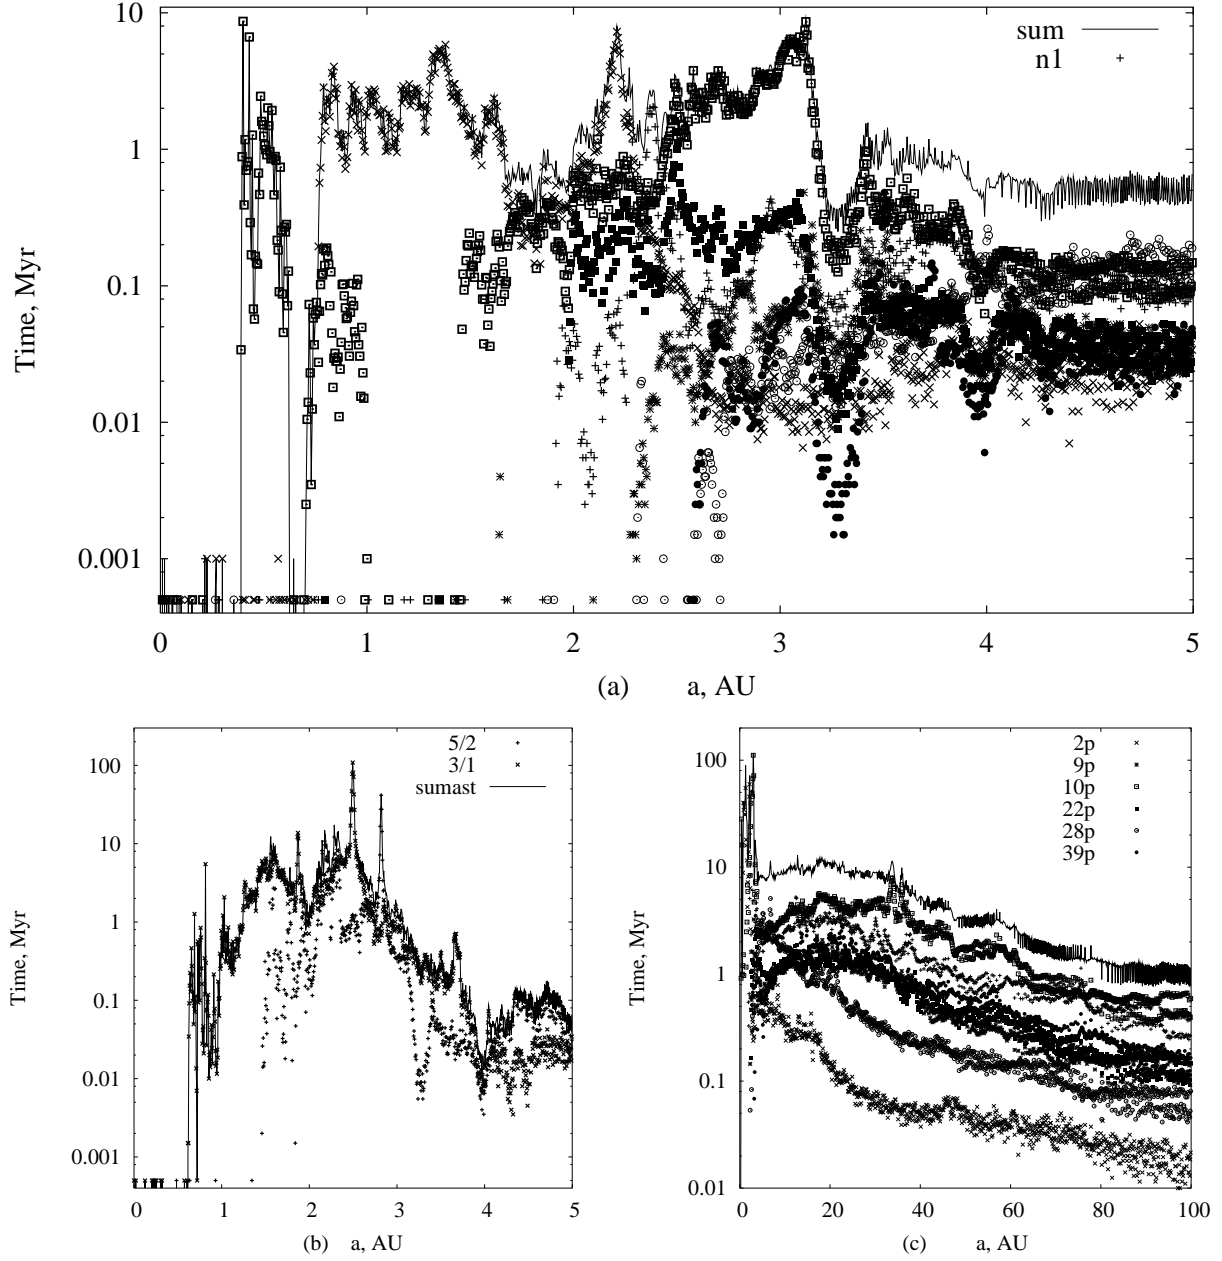 10
1
0.1
0.01
0.001
Time, Myr
sum
n1
0 1 2 3 4 5
(a) a, AU
100
10
1
0.1
0.01
0.001
Time, Myr
5/2
3/1
sumast
0 1 2 3 4 5
(b) a, AU
100
10
1
0.1
0.01
Time, Myr
2p
9p
10p
22p
28p
39p
0 20 40 60 80 100
(c) a, AU